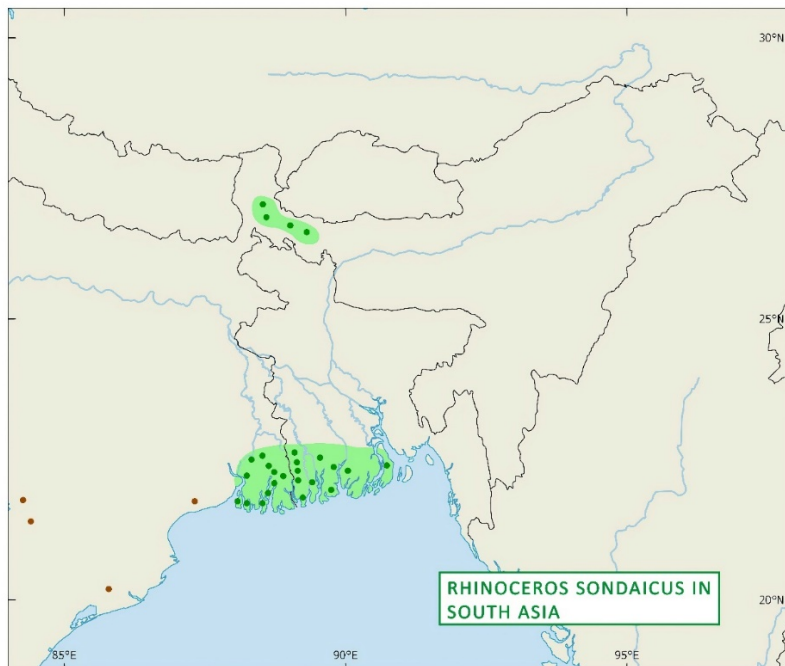 30°N
25°N
RHINOCEROS SONDAICUS IN
SOUTH ASIA
20°N
85°E
90°E
95°E